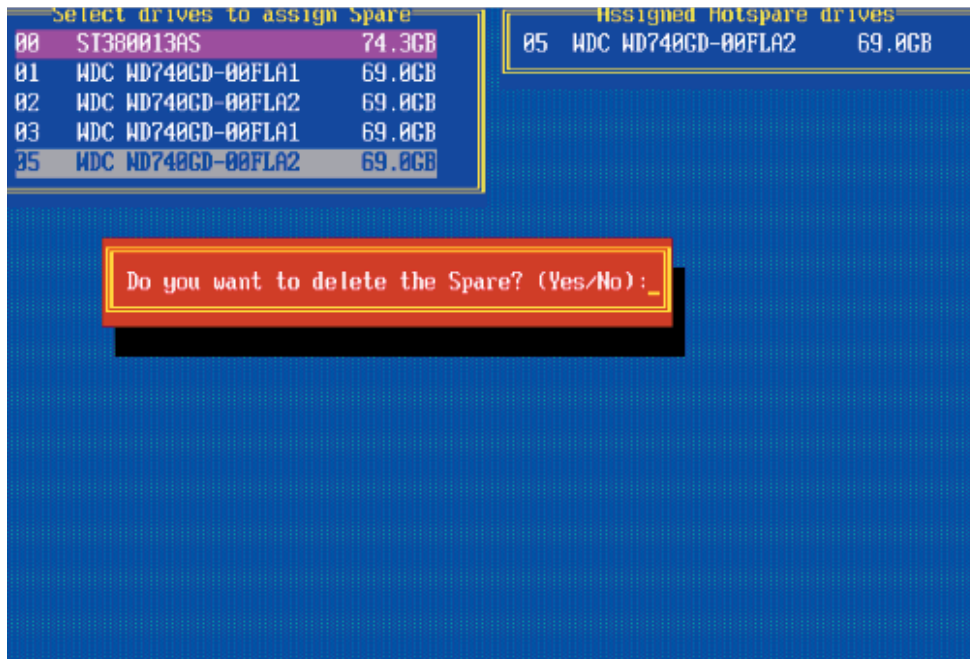 Select drives to assign Spare
00 ST380013AS 74.3GB
01 WDC WD740GD-00FLA1 69.0GB
02 WDC WD740GD-00FLA2 69.0GB
03 WDC WD740GD-00FLA1 69.0GB
05 WDC WD740GD-00FLA2 69.0GB
Assigned Hotspare drives
05 WDC WD740GD-00FLA2 69.0GB
Do you want to delete the Spare? (Yes/No):_